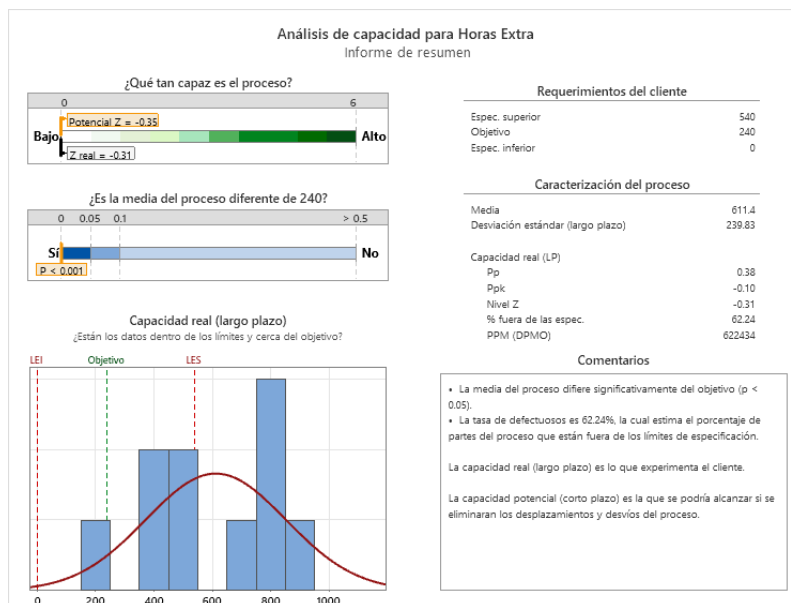 Análisis de capacidad para Horas Extra
Informe de resumen
¿Qué tan capaz es el proceso?
0 6
Potencial Z = -0.35
Bajo Alto
Z real = -0.31
¿Es la media del proceso diferente de 240?
0 0.05 0.1 > 0.5
Sí No
P < 0.001
Capacidad real (largo plazo)
¿Están los datos dentro de los límites y cerca del objetivo?
LEI Objetivo LES
0 200 400 600 800 1000
Requerimientos del cliente
Espec. superior 540
Objetivo 240
Espec. inferior 0
Caracterización del proceso
Media 611.4
Desviación estándar (largo plazo) 239.83
Capacidad real (LP)
Pp 0.38
Ppk -0.10
Nivel Z -0.31
% fuera de las espec. 62.24
PPM (DPMO) 622434
Comentarios
• La media del proceso difiere significativamente del objetivo (p <
0.05).
• La tasa de defectuosos es 62.24%, la cual estima el porcentaje de
partes del proceso que están fuera de los límites de especificación.
La capacidad real (largo plazo) es lo que experimenta el cliente.
La capacidad potencial (corto plazo) es la que se podría alcanzar si se
eliminaran los desplazamientos y desvíos del proceso.